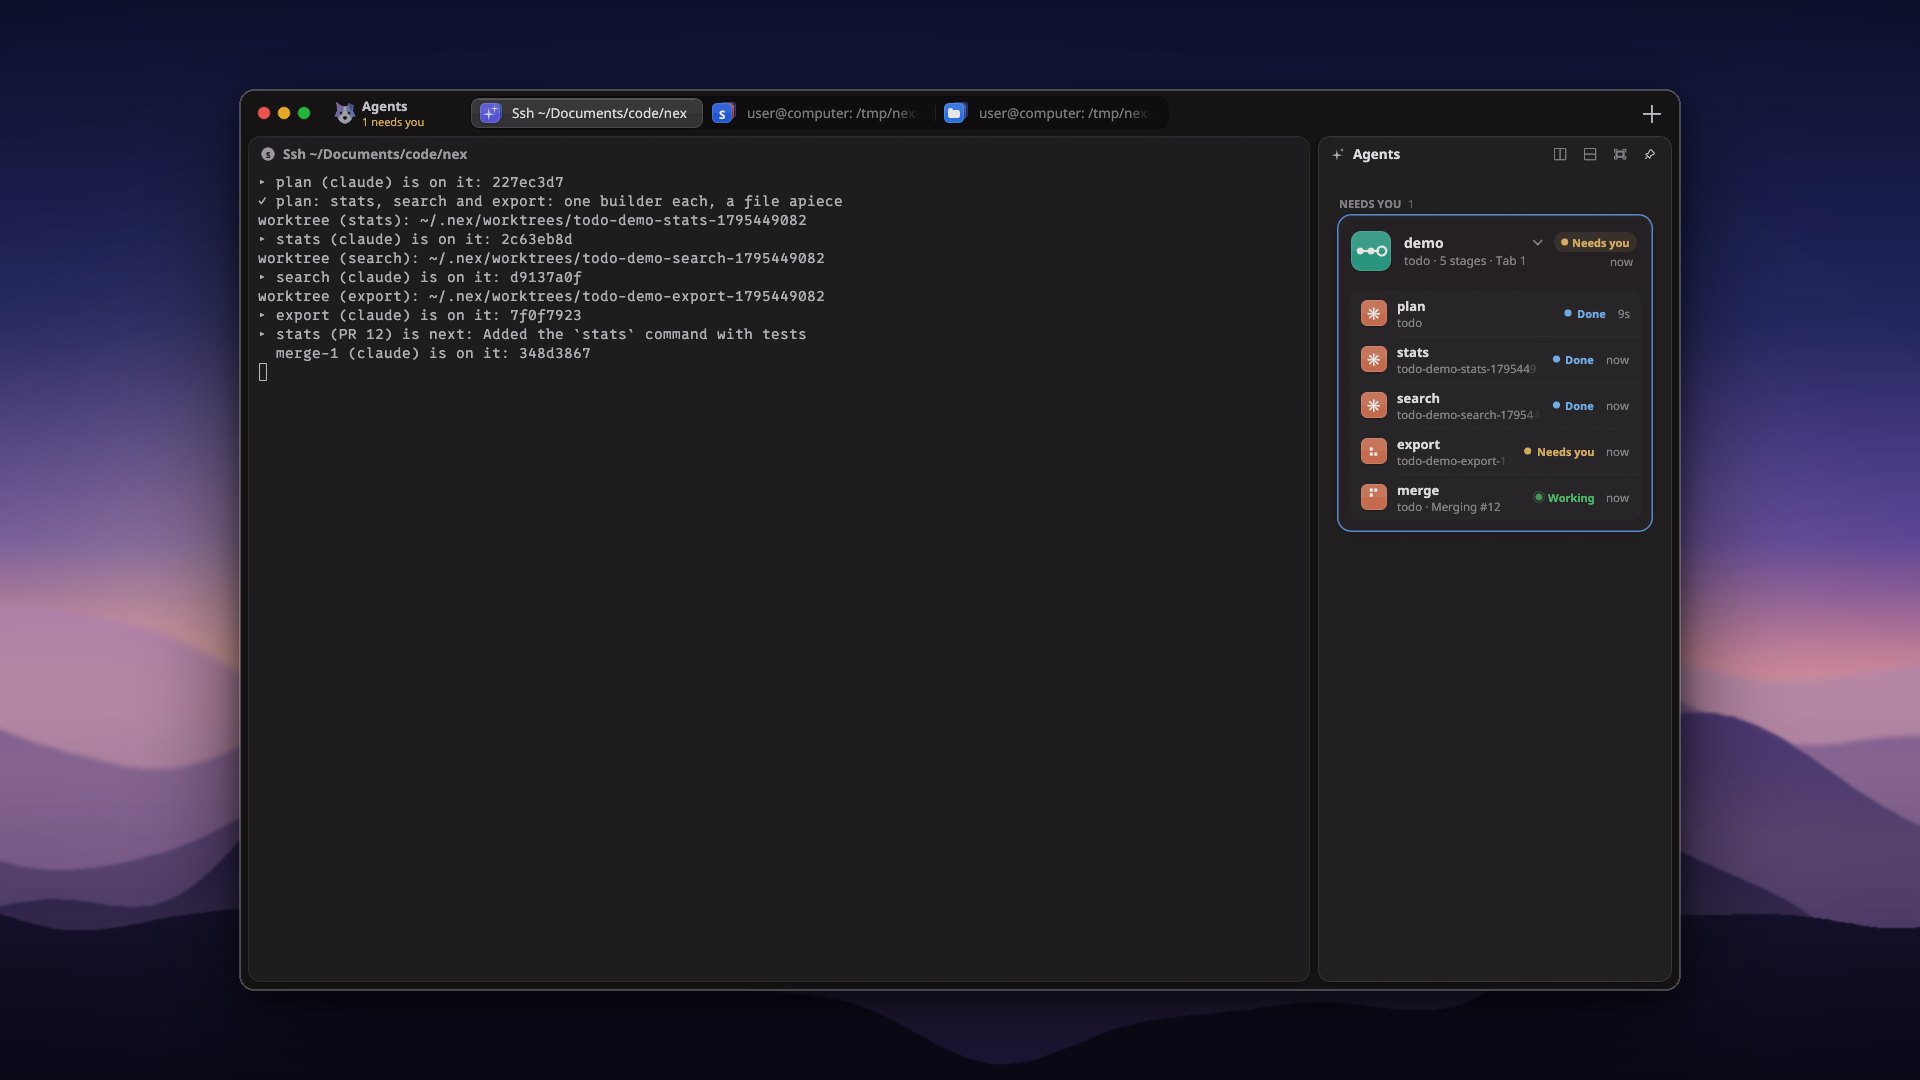 Agents
1 needs you
Ssh ~/Documents/code/nex
user@computer: /tmp/nex
user@computer: /tmp/nex
Ssh ~/Documents/code/nex
▸ plan (claude) is on it: 227ec3d7
✓ plan: stats, search and export: one builder each, a file apiece
worktree (stats): ~/.nex/worktrees/todo-demo-stats-1795449082
▸ stats (claude) is on it: 2c63eb8d
worktree (search): ~/.nex/worktrees/todo-demo-search-1795449082
▸ search (claude) is on it: d9137a0f
worktree (export): ~/.nex/worktrees/todo-demo-export-1795449082
▸ export (claude) is on it: 7f0f7923
▸ stats (PR 12) is next: Added the `stats` command with tests
merge-1 (claude) is on it: 348d3867
Agents
NEEDS YOU 1
demo
Needs you
todo · 5 stages · Tab 1
now
plan
todo
Done 9s
stats
todo-demo-stats-1795449
Done now
search
todo-demo-search-17954
Done now
export
todo-demo-export-1
Needs you now
merge
todo · Merging #12
Working now